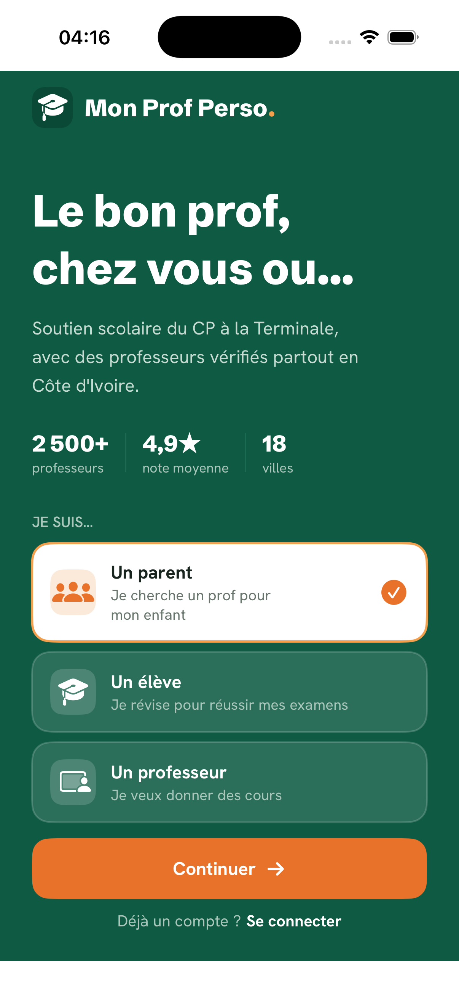 04:16
Mon Prof Perso.
Le bon prof,
chez vous ou...
Soutien scolaire du CP à la Terminale,
avec des professeurs vérifiés partout en
Côte d'Ivoire.
2 500+
professeurs
4,9★
note moyenne
18
villes
JE SUIS...
Un parent
Je cherche un prof pour
mon enfant
Un élève
Je révise pour réussir mes examens
Un professeur
Je veux donner des cours
Continuer →
Déjà un compte ? Se connecter